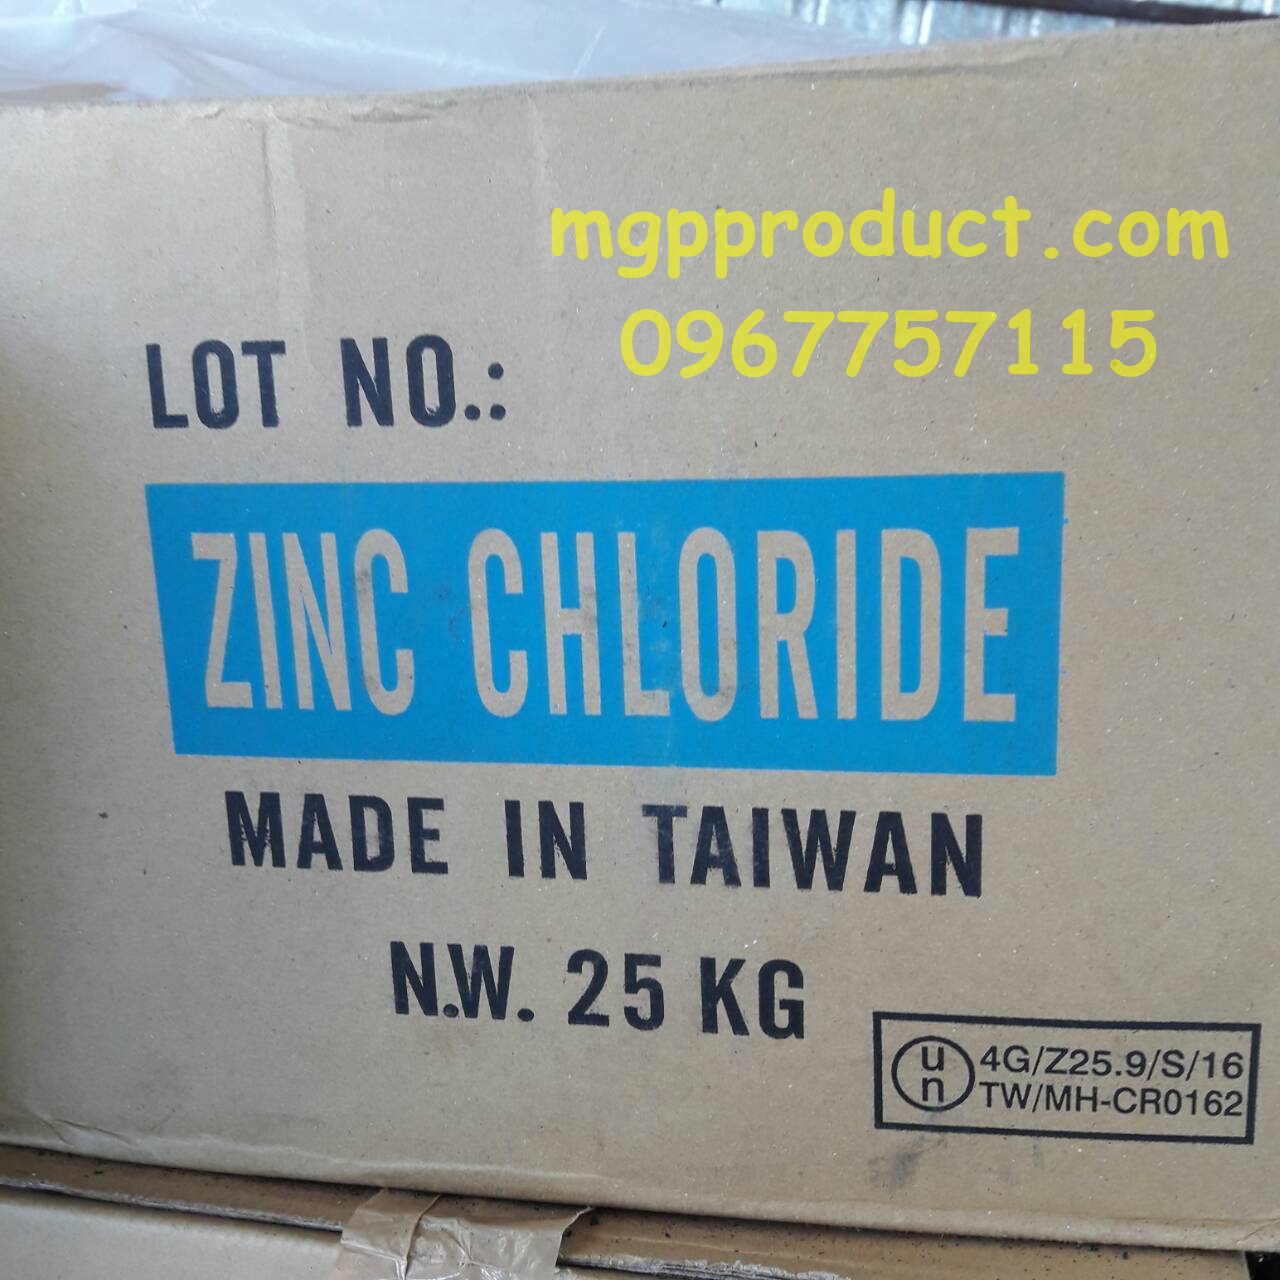 mgpproduct.com
0967757115
LOT NO.:
ZINC CHLORIDE
MADE IN TAIWAN
N.W. 25 KG
un
4G/Z25.9/S/16
TW/MH-CR0162